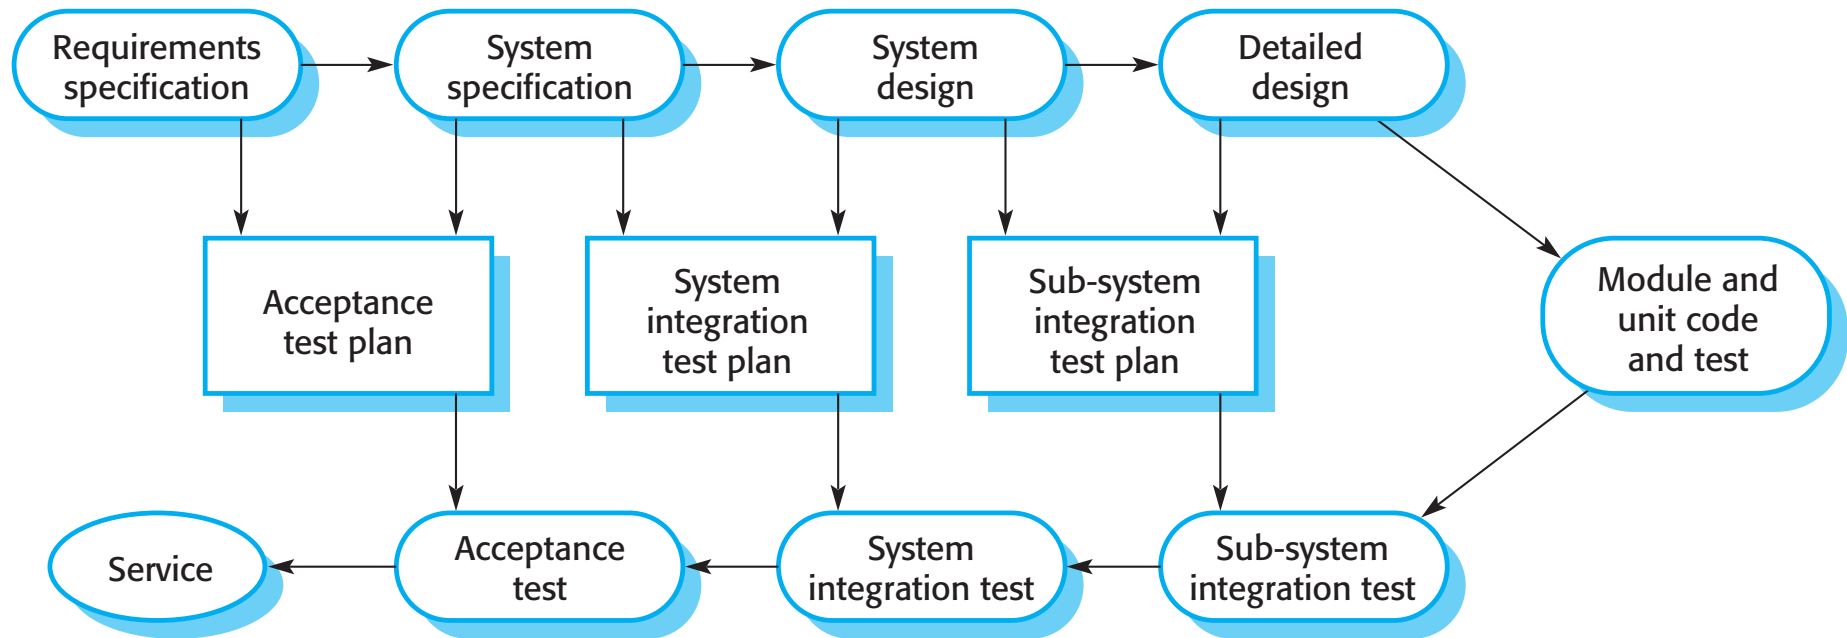 Requirements
specification
System
specification
System
design
Detailed
design
Acceptance
test plan
System
integration
test plan
Sub-system
integration
test plan
Module and
unit code
and test
Service
Acceptance
test
System
integration test
Sub-system
integration test